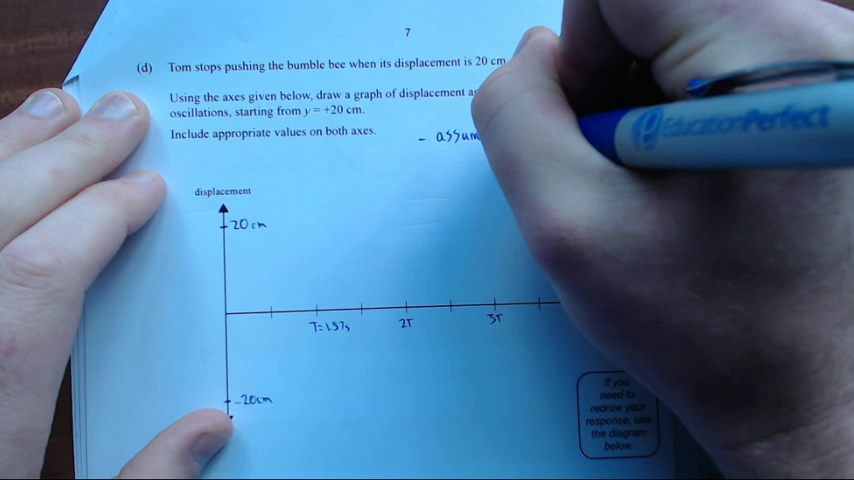 7
(d) Tom stops pushing the bumble bee when its displacement is 20 cm
Using the axes given below, draw a graph of displacement
oscillations, starting from y = +20 cm.
Include appropriate values on both axes.
- assum
EducationPerfect
displacement
20 cm
T=1.57s 2T 3T
-20cm
If you
need to
redraw your
response, use
the diagram
below.